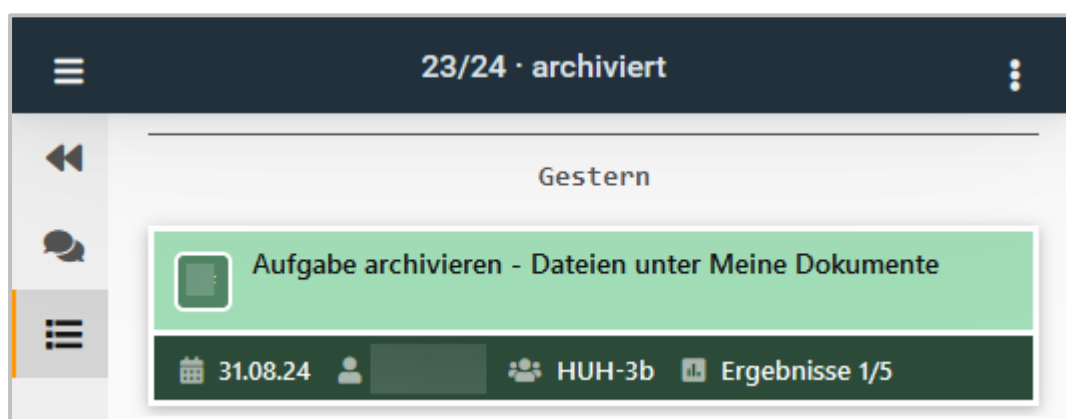 23/24 · archiviert
Gestern
Aufgabe archivieren - Dateien unter Meine Dokumente
31.08.24 HUH-3b Ergebnisse 1/5